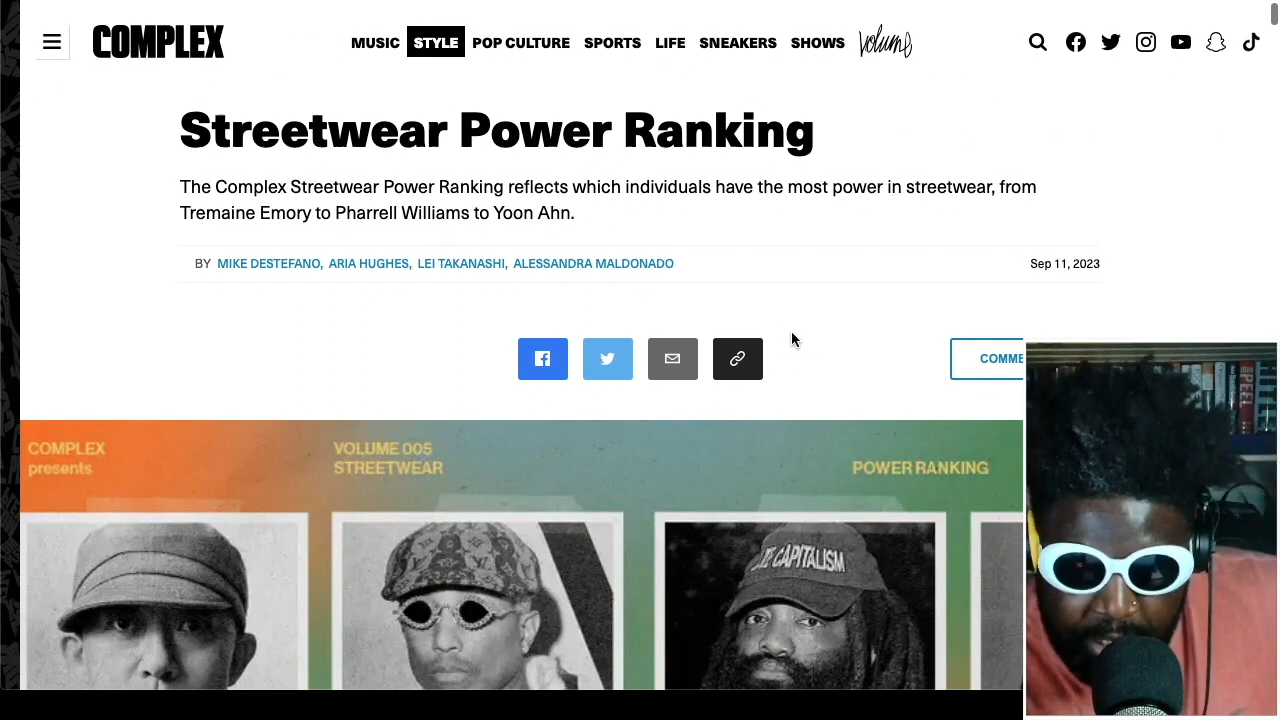 COMPLEX
MUSIC STYLE POP CULTURE SPORTS LIFE SNEAKERS SHOWS Volume
Streetwear Power Ranking
The Complex Streetwear Power Ranking reflects which individuals have the most power in streetwear, from
Tremaine Emory to Pharrell Williams to Yoon Ahn.
BY MIKE DESTEFANO, ARIA HUGHES, LEI TAKANASHI, ALESSANDRA MALDONADO
Sep 11, 2023
COMME
COMPLEX
presents
VOLUME 005
STREETWEAR
POWER RANKING
CAPITALISM
PEEL